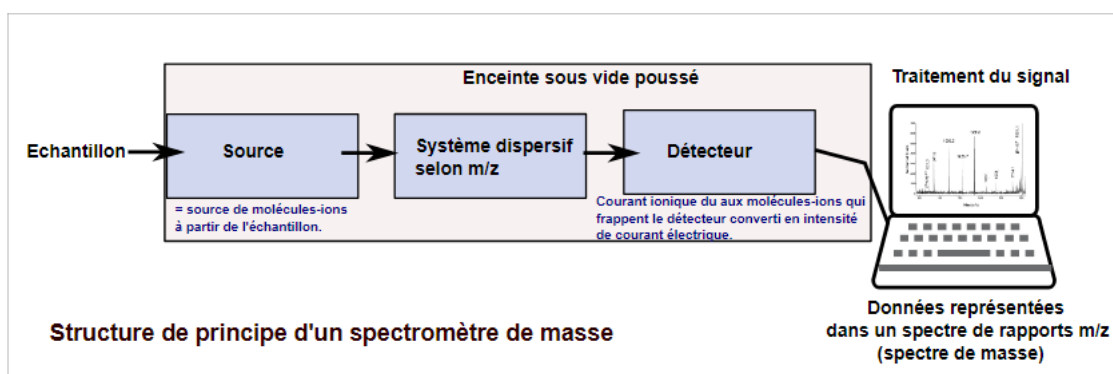 Enceinte sous vide poussé
Traitement du signal
Echantillon
Source
Système dispersif
selon m/z
Détecteur
= source de molécules-ions
à partir de l'échantillon.
Courant ionique du aux molécules-ions qui
frappent le détecteur converti en intensité
de courant électrique.
Structure de principe d'un spectromètre de masse
Données représentées
dans un spectre de rapports m/z
(spectre de masse)